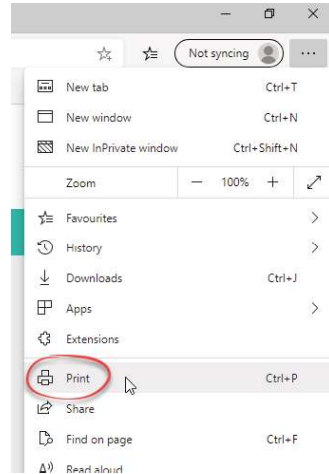 Not syncing
New tab Ctrl+T
New window Ctrl+N
New InPrivate window Ctrl+Shift+N
Zoom — 100% +
Favourites
History
Downloads Ctrl+J
Apps
Extensions
Print Ctrl+P
Share
Find on page Ctrl+F
Read aloud